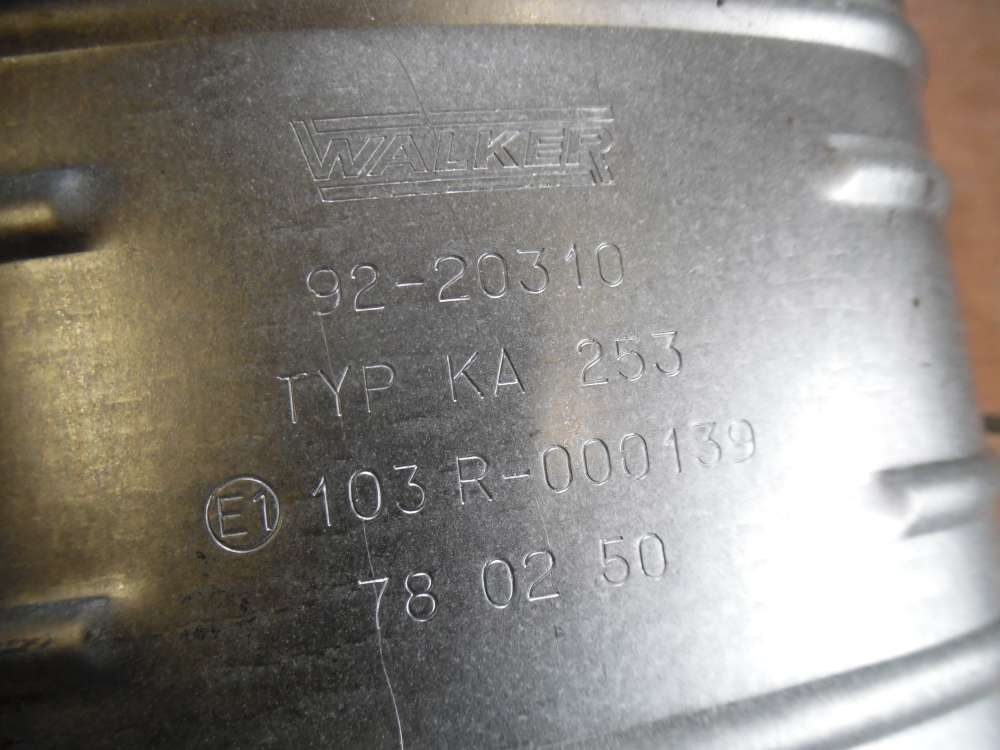 WALKER
92-20310
TYP KA 253
E1 103 R-000139
78 02 50